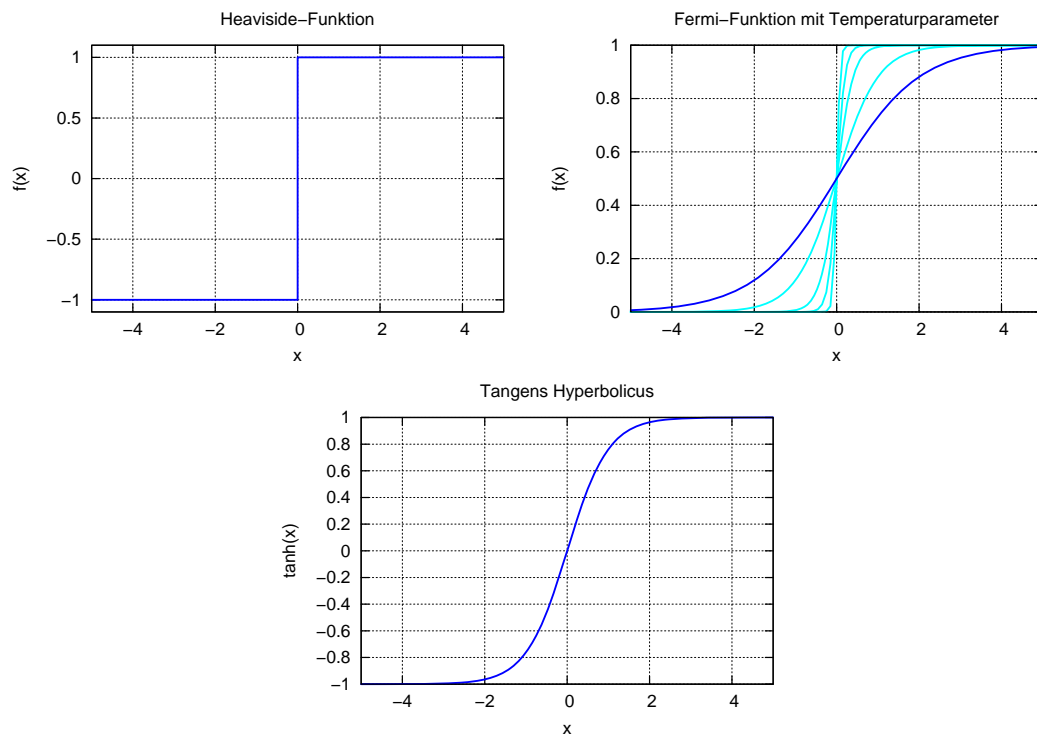 Heaviside−Funktion
1
0.5
0
−0.5
−1
−4 −2 0 2 4
f(x)
x
Fermi−Funktion mit Temperaturparameter
1
0.8
0.6
0.4
0.2
0
−4 −2 0 2 4
f(x)
x
Tangens Hyperbolicus
1
0.8
0.6
0.4
0.2
0
−0.2
−0.4
−0.6
−0.8
−1
−4 −2 0 2 4
tanh(x)
x